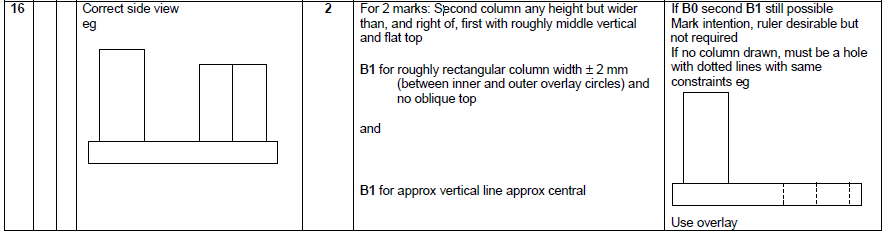 16
Correct side view
eg
2
For 2 marks: Second column any height but wider
than, and right of, first with roughly middle vertical
and flat top
B1 for roughly rectangular column width ± 2 mm
(between inner and outer overlay circles) and
no oblique top
and
B1 for approx vertical line approx central
If B0 second B1 still possible
Mark intention, ruler desirable but
not required
If no column drawn, must be a hole
with dotted lines with same
constraints eg
Use overlay